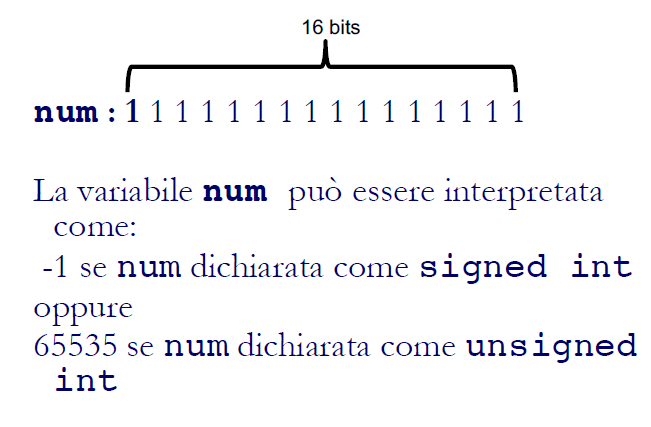 16 bits
num : 1 1 1 1 1 1 1 1 1 1 1 1 1 1 1 1
La variabile num può essere interpretata
come:
-1 se num dichiarata come signed int
oppure
65535 se num dichiarata come unsigned
int